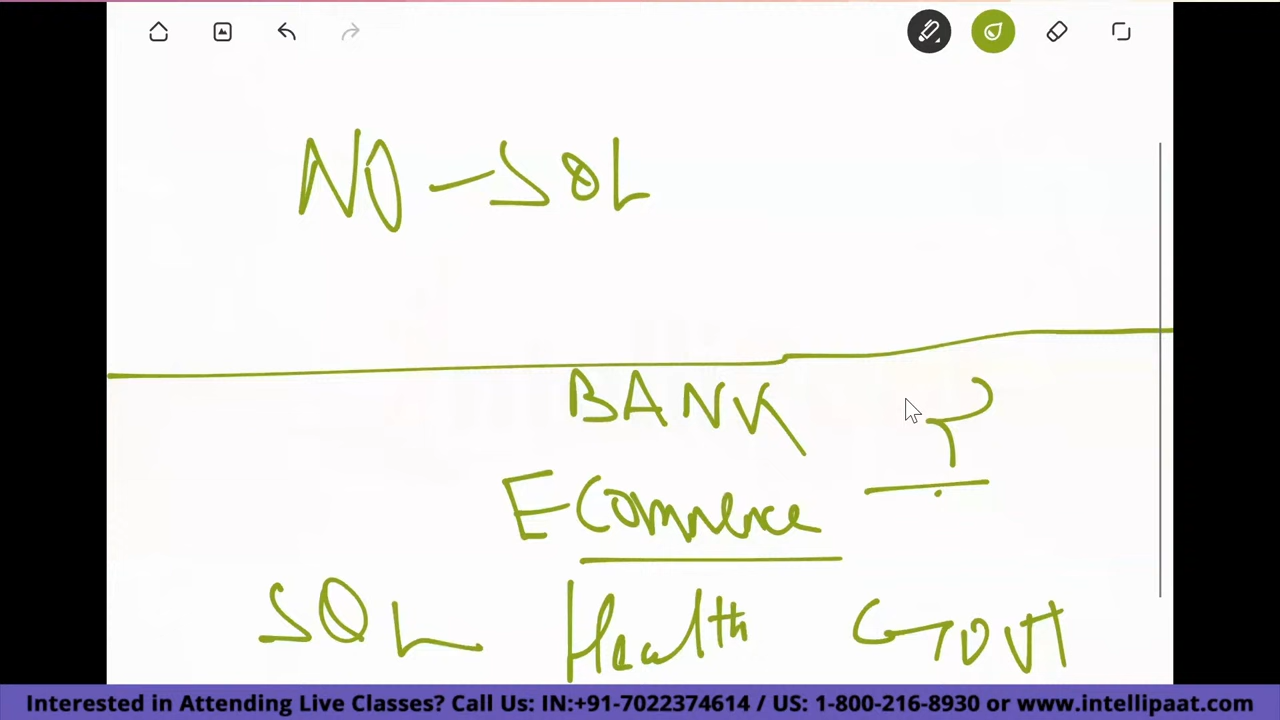 NO-SQL
BANK ?
ECommerce
SQL Health GOVT
Interested in Attending Live Classes? Call Us: IN:+91-7022374614 / US: 1-800-216-8930 or www.intellipaat.com